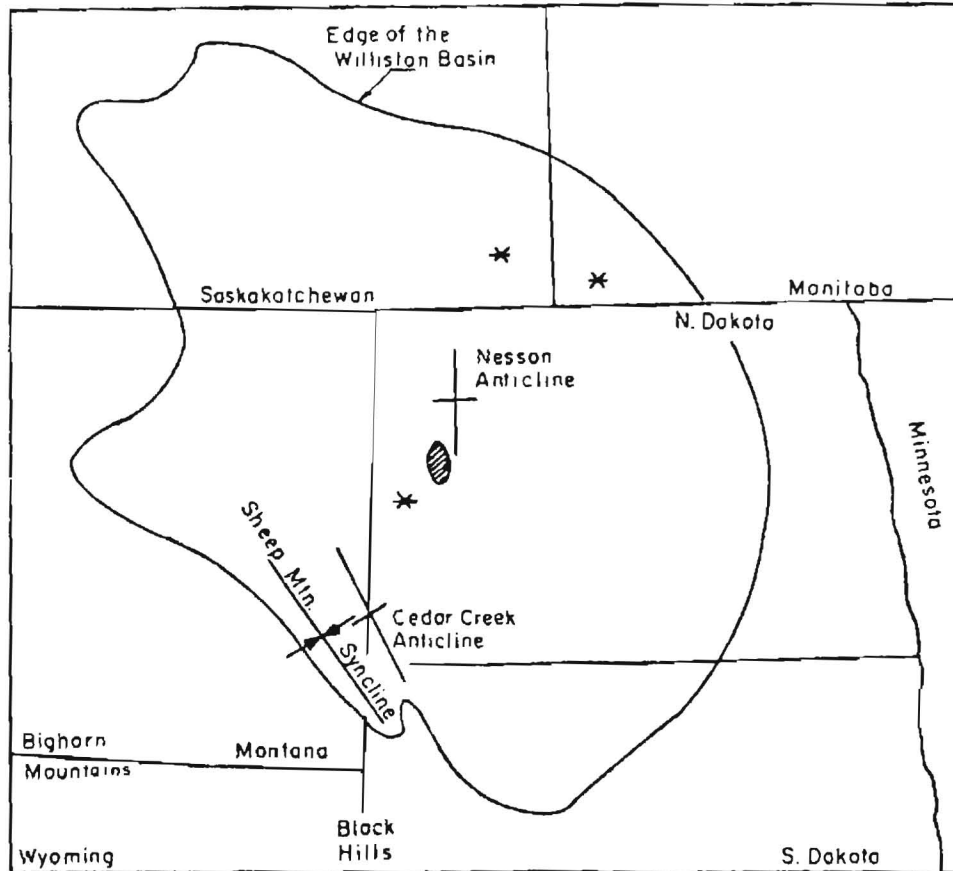 Edge of the
Williston Basin
Saskakatchewan
Manitoba
N. Dakota
Nesson
Anticline
Minnesota
Sheep Mtn.
Syncline
Cedar Creek
Anticline
Bighorn
Mountains
Montana
Black
Hills
Wyoming
S. Dakota